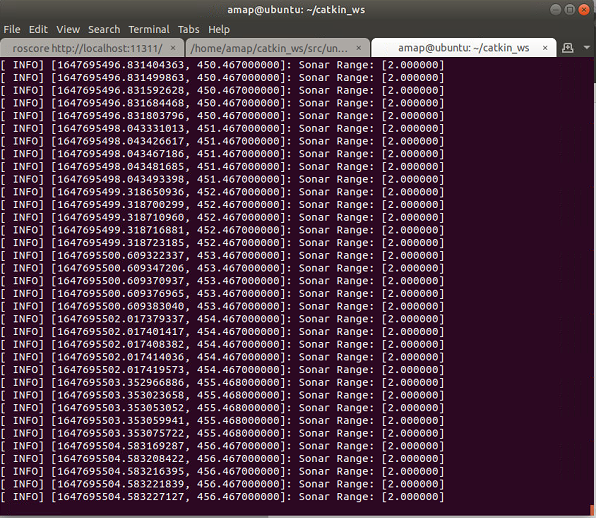 amap@ubuntu: ~/catkin_ws
File Edit View Search Terminal Tabs Help
roscore http://localhost:11311/ × /home/amap/catkin_ws/src/un... × amap@ubuntu: ~/catkin_ws ×
[ INFO] [1647695496.831404363, 450.467000000]: Sonar Range: [2.000000]
[ INFO] [1647695496.831499863, 450.467000000]: Sonar Range: [2.000000]
[ INFO] [1647695496.831592628, 450.467000000]: Sonar Range: [2.000000]
[ INFO] [1647695496.831684468, 450.467000000]: Sonar Range: [2.000000]
[ INFO] [1647695496.831803796, 450.467000000]: Sonar Range: [2.000000]
[ INFO] [1647695498.043331013, 451.467000000]: Sonar Range: [2.000000]
[ INFO] [1647695498.043426617, 451.467000000]: Sonar Range: [2.000000]
[ INFO] [1647695498.043467186, 451.467000000]: Sonar Range: [2.000000]
[ INFO] [1647695498.043481685, 451.467000000]: Sonar Range: [2.000000]
[ INFO] [1647695498.043493398, 451.467000000]: Sonar Range: [2.000000]
[ INFO] [1647695499.318650936, 452.467000000]: Sonar Range: [2.000000]
[ INFO] [1647695499.318700299, 452.467000000]: Sonar Range: [2.000000]
[ INFO] [1647695499.318710960, 452.467000000]: Sonar Range: [2.000000]
[ INFO] [1647695499.318716881, 452.467000000]: Sonar Range: [2.000000]
[ INFO] [1647695499.318723185, 452.467000000]: Sonar Range: [2.000000]
[ INFO] [1647695500.609322337, 453.467000000]: Sonar Range: [2.000000]
[ INFO] [1647695500.609347206, 453.467000000]: Sonar Range: [2.000000]
[ INFO] [1647695500.609370937, 453.467000000]: Sonar Range: [2.000000]
[ INFO] [1647695500.609376965, 453.467000000]: Sonar Range: [2.000000]
[ INFO] [1647695500.609383040, 453.467000000]: Sonar Range: [2.000000]
[ INFO] [1647695502.017379337, 454.467000000]: Sonar Range: [2.000000]
[ INFO] [1647695502.017401417, 454.467000000]: Sonar Range: [2.000000]
[ INFO] [1647695502.017408382, 454.467000000]: Sonar Range: [2.000000]
[ INFO] [1647695502.017414036, 454.467000000]: Sonar Range: [2.000000]
[ INFO] [1647695502.017419573, 454.467000000]: Sonar Range: [2.000000]
[ INFO] [1647695503.352966886, 455.468000000]: Sonar Range: [2.000000]
[ INFO] [1647695503.353023658, 455.468000000]: Sonar Range: [2.000000]
[ INFO] [1647695503.353053052, 455.468000000]: Sonar Range: [2.000000]
[ INFO] [1647695503.353059941, 455.468000000]: Sonar Range: [2.000000]
[ INFO] [1647695503.353075722, 455.468000000]: Sonar Range: [2.000000]
[ INFO] [1647695504.583169287, 456.467000000]: Sonar Range: [2.000000]
[ INFO] [1647695504.583208422, 456.467000000]: Sonar Range: [2.000000]
[ INFO] [1647695504.583216395, 456.467000000]: Sonar Range: [2.000000]
[ INFO] [1647695504.583221839, 456.467000000]: Sonar Range: [2.000000]
[ INFO] [1647695504.583227127, 456.467000000]: Sonar Range: [2.000000]